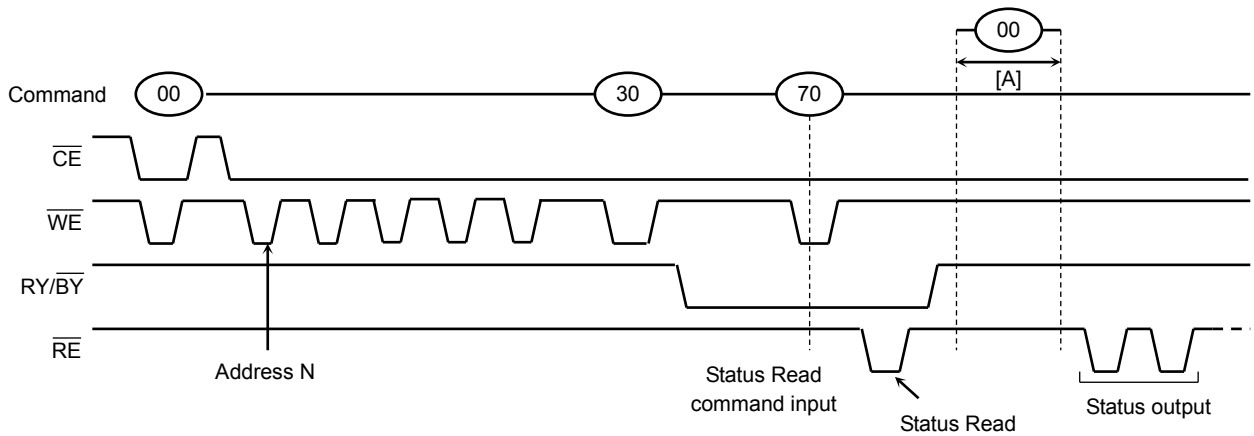 00
[A]
Command 00 30 70
CE
WE
RY/BY
RE
Address N
Status Read
command input
Status Read
Status output